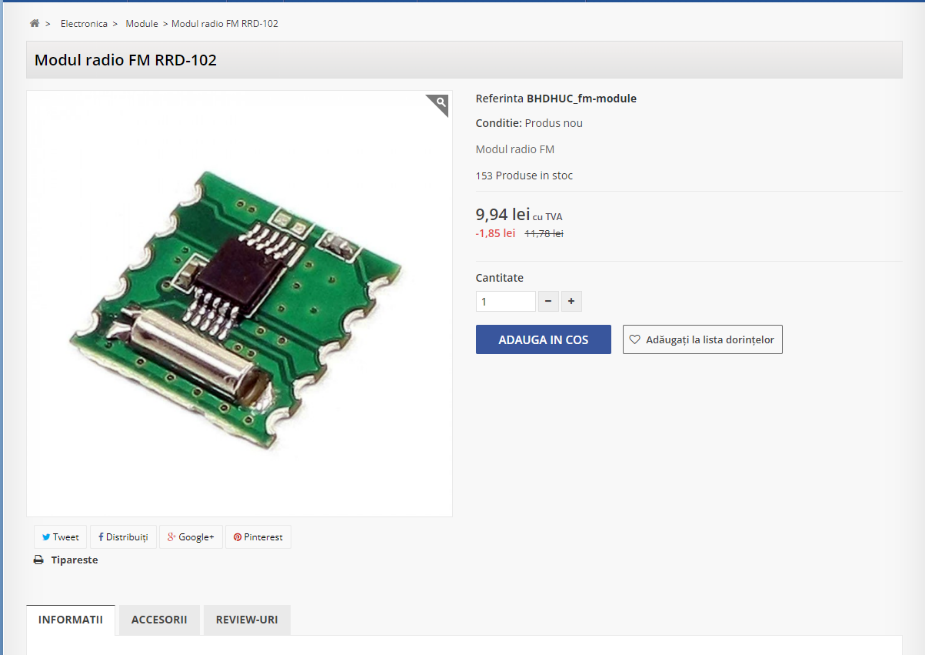 > Electronica > Module > Modul radio FM RRD-102
Modul radio FM RRD-102
Referinta BHDHUC_fm-module
Conditie: Produs nou
Modul radio FM
153 Produse in stoc
9,94 lei cu TVA
-1,85 lei 11,78 lei
Cantitate
1 − +
ADAUGA IN COS Adăugați la lista dorințelor
Tweet f Distribuiți Google+ Pinterest
Tipareste
INFORMATII ACCESORII REVIEW-URI